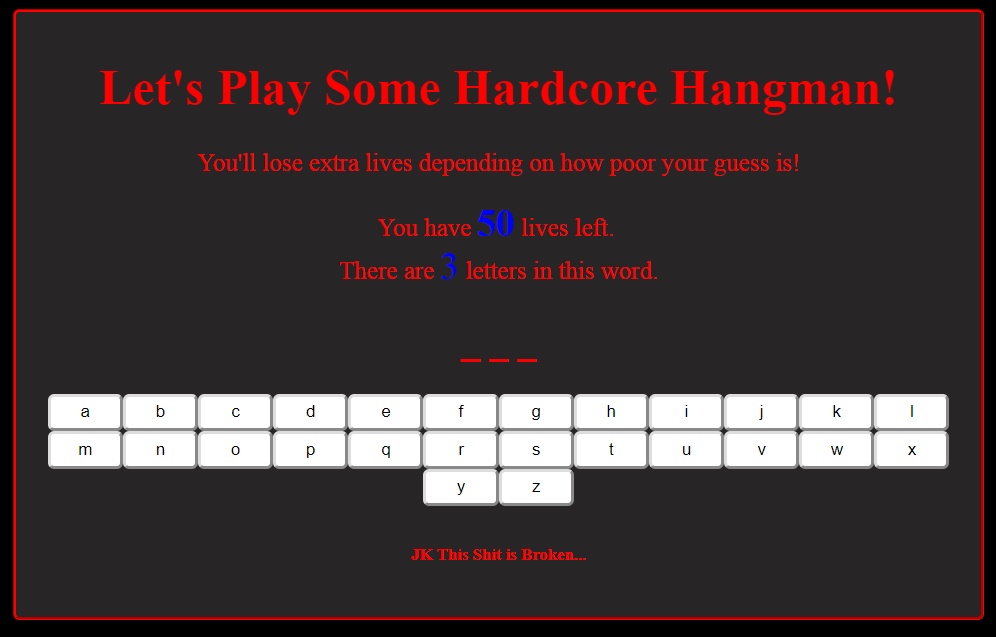 Let's Play Some Hardcore Hangman!
You'll lose extra lives depending on how poor your guess is!
You have 50 lives left.
There are 3 letters in this word.
_ _ _
a b c d e f g h i j k l
m n o p q r s t u v w x
y z
JK This Shit is Broken...